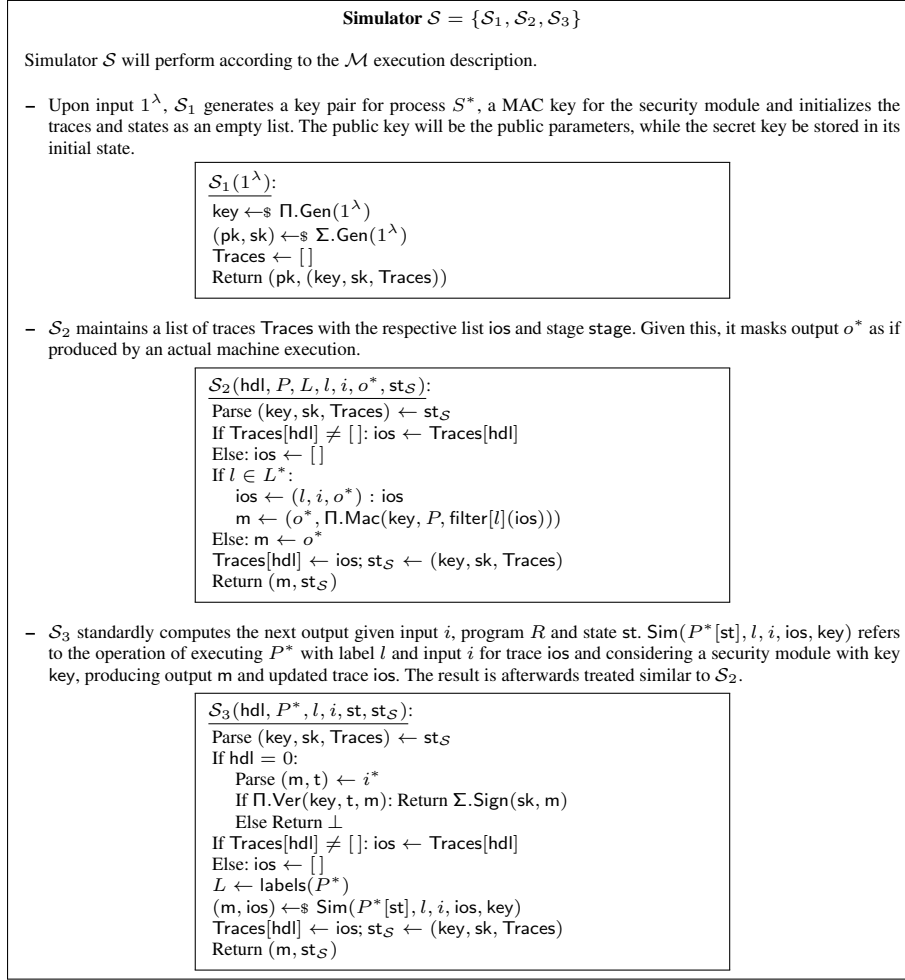 Simulator 𝒮 = {𝒮₁, 𝒮₂, 𝒮₃}
Simulator 𝒮 will perform according to the ℳ execution description.
– Upon input 1^λ, 𝒮₁ generates a key pair for process S*, a MAC key for the security module and initializes the
traces and states as an empty list. The public key will be the public parameters, while the secret key be stored in its
initial state.
𝒮₁(1^λ):
key ←$ Π.Gen(1^λ)
(pk, sk) ←$ Σ.Gen(1^λ)
Traces ← [ ]
Return (pk, (key, sk, Traces))
– 𝒮₂ maintains a list of traces Traces with the respective list ios and stage stage. Given this, it masks output o* as if
produced by an actual machine execution.
𝒮₂(hdl, P, L, l, i, o*, st_𝒮):
Parse (key, sk, Traces) ← st_𝒮
If Traces[hdl] ≠ [ ]: ios ← Traces[hdl]
Else: ios ← [ ]
If l ∈ L*:
ios ← (l, i, o*) : ios
m ← (o*, Π.Mac(key, P, filter[l](ios)))
Else: m ← o*
Traces[hdl] ← ios; st_𝒮 ← (key, sk, Traces)
Return (m, st_𝒮)
– 𝒮₃ standardly computes the next output given input i, program R and state st. Sim(P*[st], l, i, ios, key) refers
to the operation of executing P* with label l and input i for trace ios and considering a security module with key
key, producing output m and updated trace ios. The result is afterwards treated similar to 𝒮₂.
𝒮₃(hdl, P*, l, i, st, st_𝒮):
Parse (key, sk, Traces) ← st_𝒮
If hdl = 0:
Parse (m, t) ← i*
If Π.Ver(key, t, m): Return Σ.Sign(sk, m)
Else Return ⊥
If Traces[hdl] ≠ [ ]: ios ← Traces[hdl]
Else: ios ← [ ]
L ← labels(P*)
(m, ios) ←$ Sim(P*[st], l, i, ios, key)
Traces[hdl] ← ios; st_𝒮 ← (key, sk, Traces)
Return (m, st_𝒮)